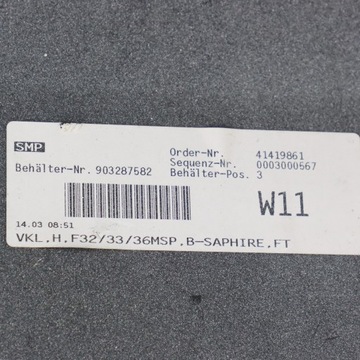 SMP
Order-Nr. 41419861
Sequenz-Nr. 0003000567
Behälter-Nr. 903287582 Behälter-Pos. 3
W11
14.03 08:51
VKL.H.F32/33/36MSP.B-SAPHIRE.FT